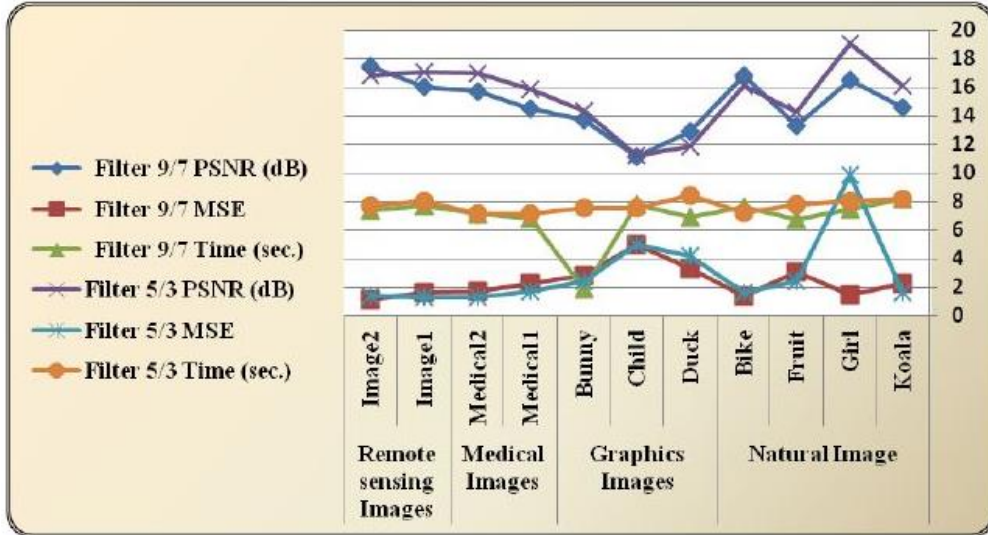 20
18
16
14
12
10
8
6
4
2
0
Filter 9/7 PSNR (dB)
Filter 9/7 MSE
Filter 9/7 Time (sec.)
Filter 5/3 PSNR (dB)
Filter 5/3 MSE
Filter 5/3 Time (sec.)
Image2
Image1
Medical2
Medical1
Bunny
Child
Duck
Bike
Fruit
Girl
Koala
Remote
sensing
Images
Medical
Images
Graphics
Images
Natural Image